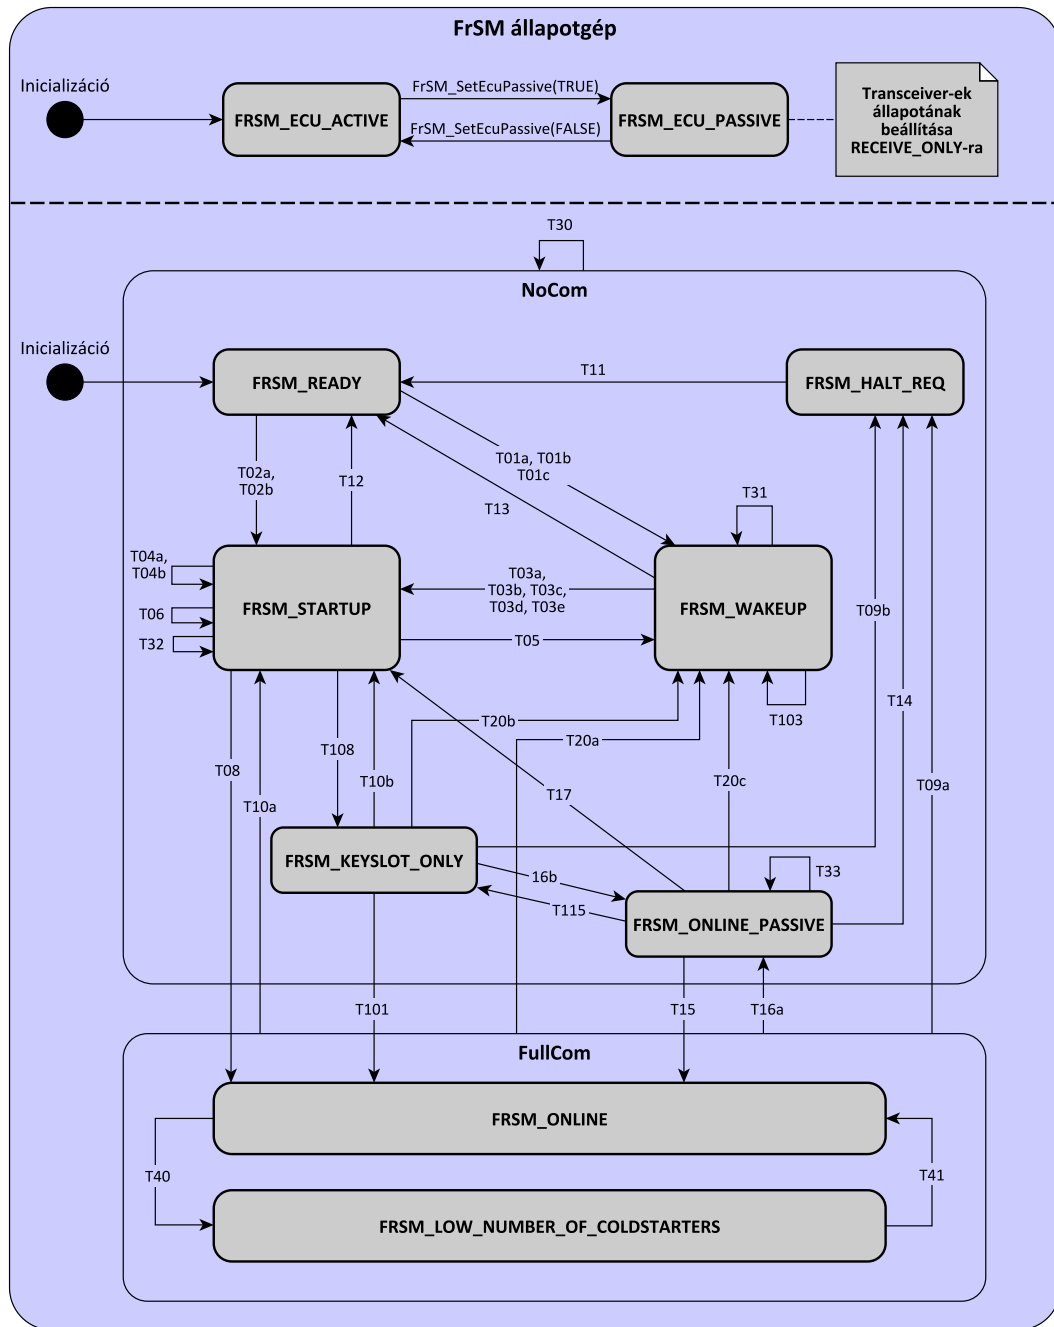 FrSM állapotgép
Inicializáció
FRSM_ECU_ACTIVE
FrSM_SetEcuPassive(TRUE)
FrSM_SetEcuPassive(FALSE)
FRSM_ECU_PASSIVE
Transceiver-ek
állapotának
beállítása
RECEIVE_ONLY-ra
T30
NoCom
Inicializáció
FRSM_READY
T11
FRSM_HALT_REQ
T02a,
T02b
T12
T01a, T01b
T01c
T13
T31
T04a,
T04b
T06
T32
FRSM_STARTUP
T03a,
T03b, T03c,
T03d, T03e
T05
FRSM_WAKEUP
T09b
T103
T14
T08
T108
T10b
T10a
T20b
T20a
T17
T20c
T09a
FRSM_KEYSLOT_ONLY
16b
T115
T33
FRSM_ONLINE_PASSIVE
T101
T15
T16a
FullCom
FRSM_ONLINE
T40
T41
FRSM_LOW_NUMBER_OF_COLDSTARTERS